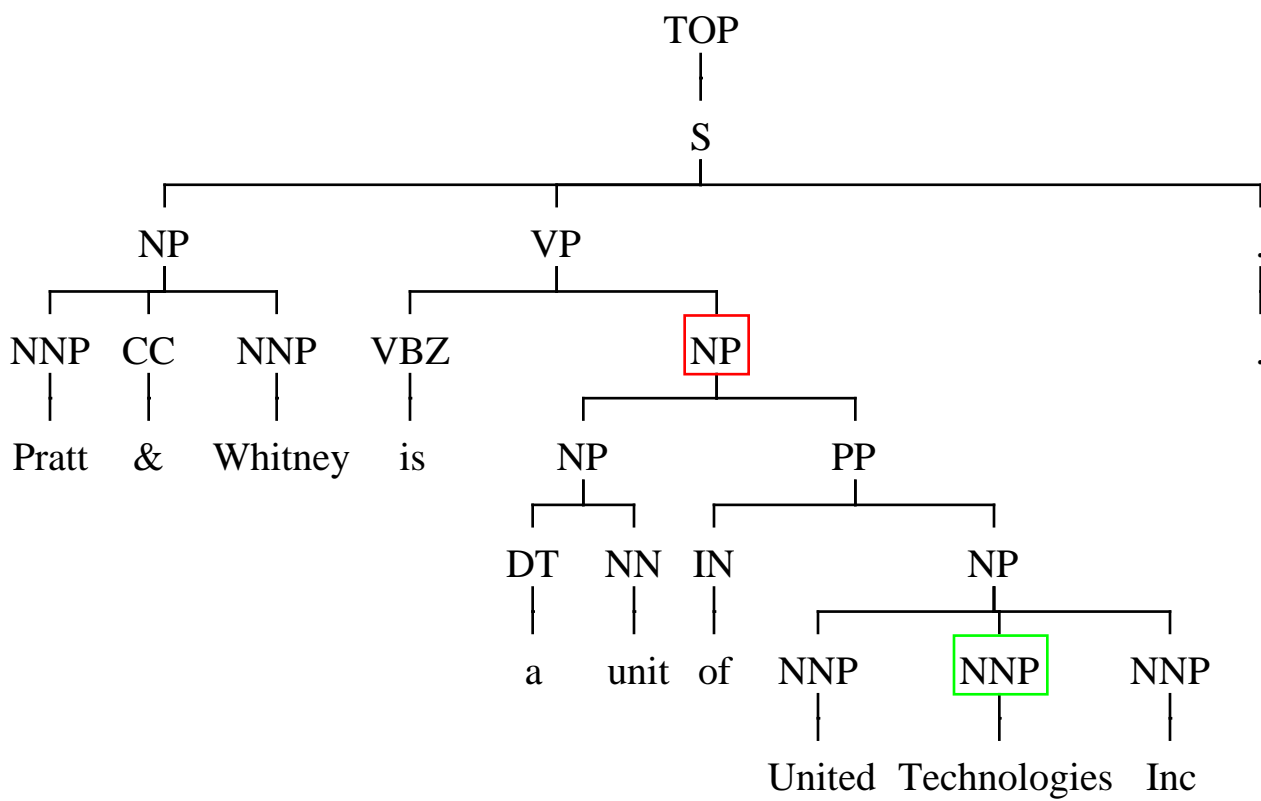 TOP
S
NP VP .
NNP CC NNP VBZ NP .
Pratt & Whitney is NP PP
DT NN IN NP
a unit of NNP NNP NNP
United Technologies Inc